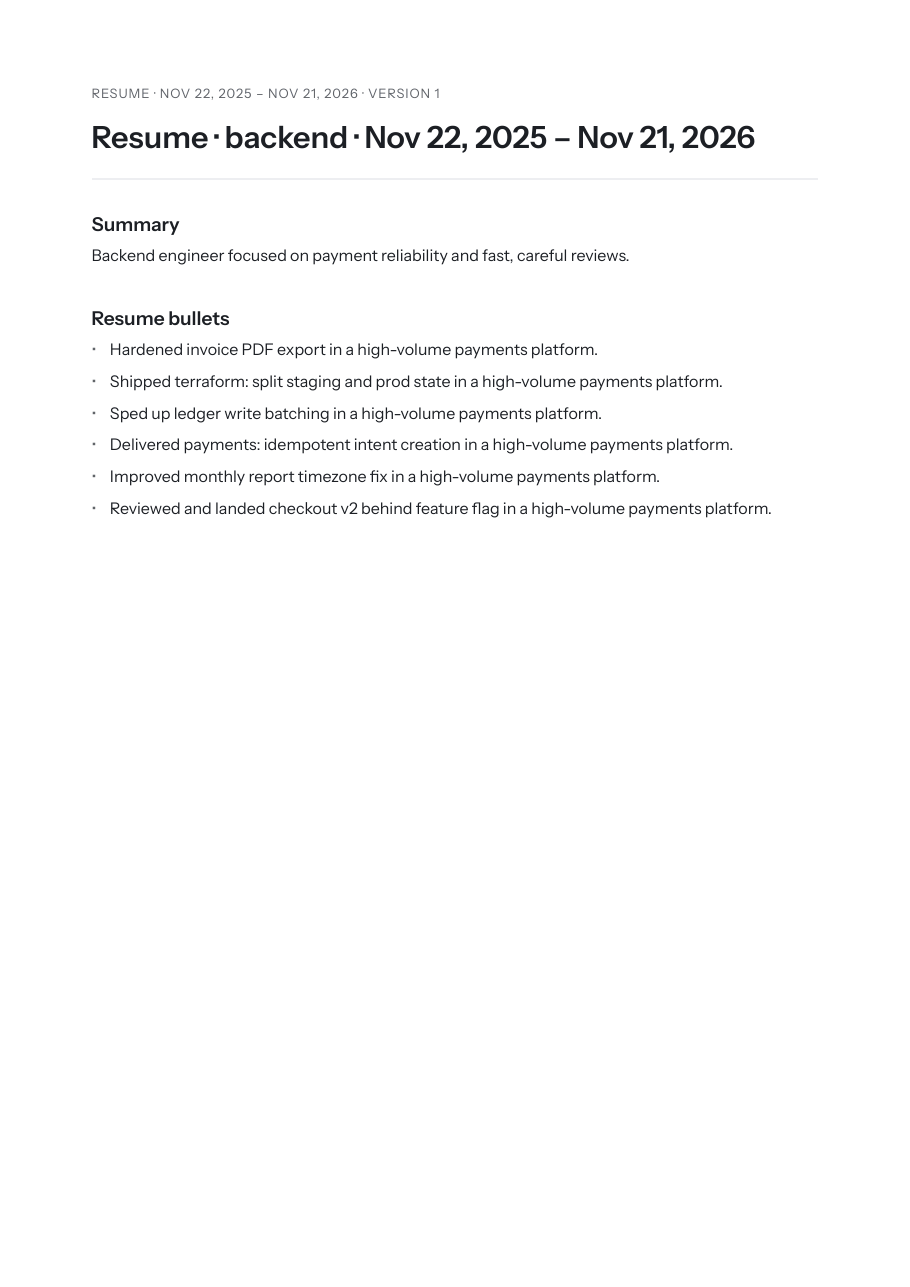 RESUME · NOV 22, 2025 – NOV 21, 2026 · VERSION 1
Resume · backend · Nov 22, 2025 – Nov 21, 2026
Summary
Backend engineer focused on payment reliability and fast, careful reviews.
Resume bullets
· Hardened invoice PDF export in a high-volume payments platform.
· Shipped terraform: split staging and prod state in a high-volume payments platform.
· Sped up ledger write batching in a high-volume payments platform.
· Delivered payments: idempotent intent creation in a high-volume payments platform.
· Improved monthly report timezone fix in a high-volume payments platform.
· Reviewed and landed checkout v2 behind feature flag in a high-volume payments platform.